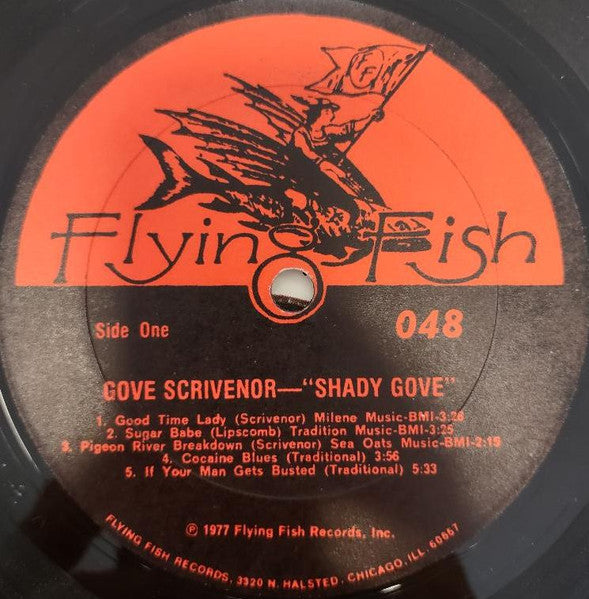 Flying Fish
Side One
048
GOVE SCRIVENOR—"SHADY GOVE"
1. Good Time Lady (Scrivenor) Milene Music-BMI-3:28
2. Sugar Babe (Lipscomb) Tradition Music-BMI-3:25
3. Pigeon River Breakdown (Scrivenor) Sea Oats Music-BMI-2:19
4. Cocaine Blues (Traditional) 3:56
5. If Your Man Gets Busted (Traditional) 5:33
℗ 1977 Flying Fish Records, Inc.
FLYING FISH RECORDS, 3320 N. HALSTED, CHICAGO, ILL. 60657